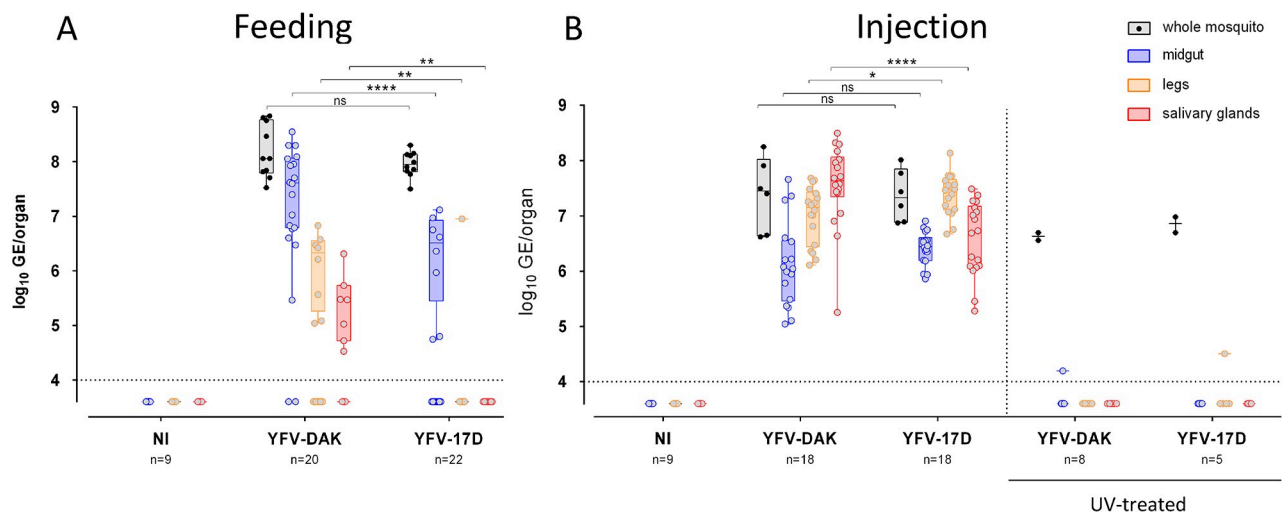 A
Feeding
**
**
****
ns
log10 GE/organ
9
8
7
6
5
4
NI
YFV-DAK
YFV-17D
n=9
n=20
n=22
B
Injection
****
*
ns
ns
log10 GE/organ
9
8
7
6
5
4
NI
YFV-DAK
YFV-17D
YFV-DAK
YFV-17D
n=9
n=18
n=18
n=8
n=5
UV-treated
whole mosquito
midgut
legs
salivary glands